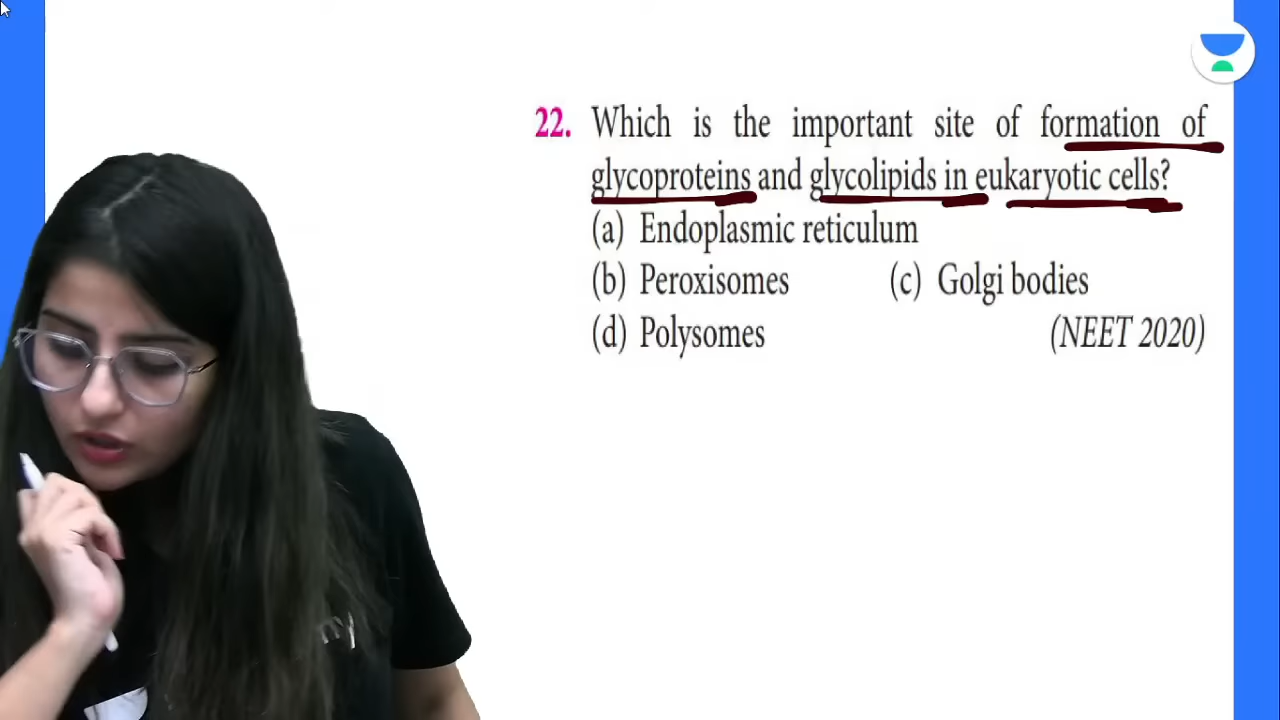 22. Which is the important site of formation of
glycoproteins and glycolipids in eukaryotic cells?
(a) Endoplasmic reticulum
(b) Peroxisomes (c) Golgi bodies
(d) Polysomes (NEET 2020)